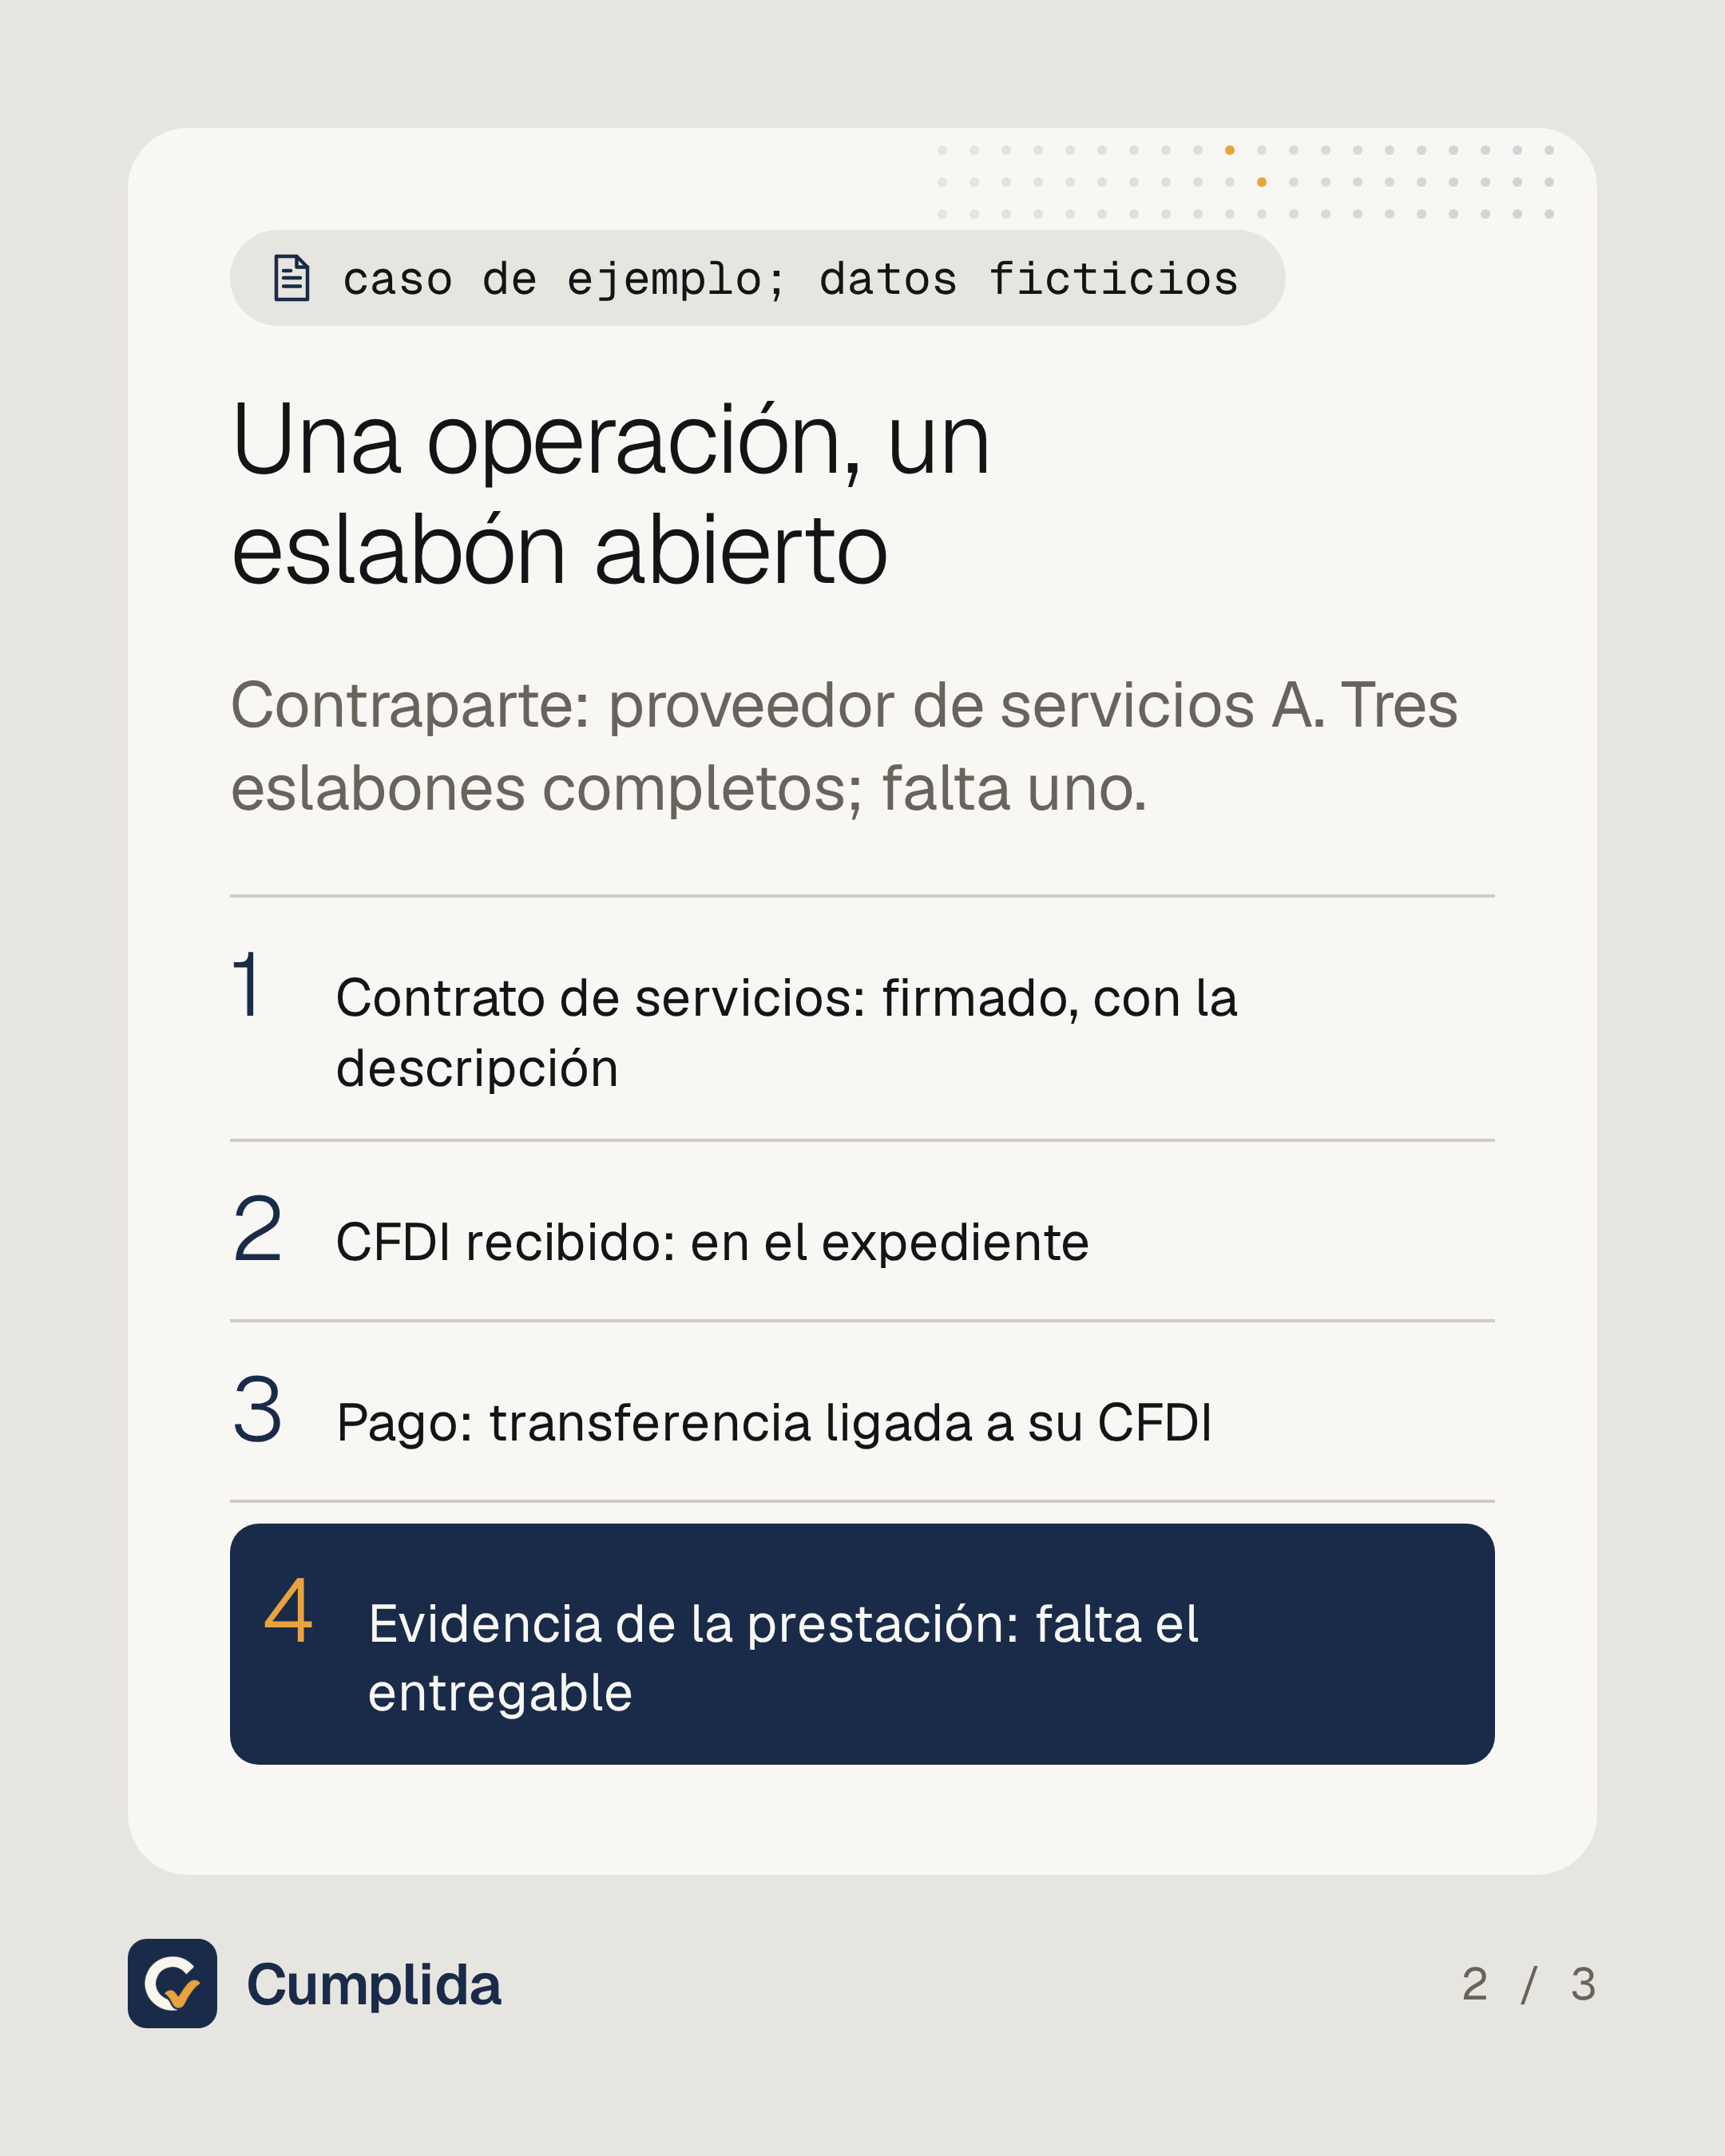 caso de ejemplo; datos ficticios
Una operación, un
eslabón abierto
Contraparte: proveedor de servicios A. Tres
eslabones completos; falta uno.
1 Contrato de servicios: firmado, con la
descripción
2 CFDI recibido: en el expediente
3 Pago: transferencia ligada a su CFDI
4 Evidencia de la prestación: falta el
entregable
Cumplida
2 / 3